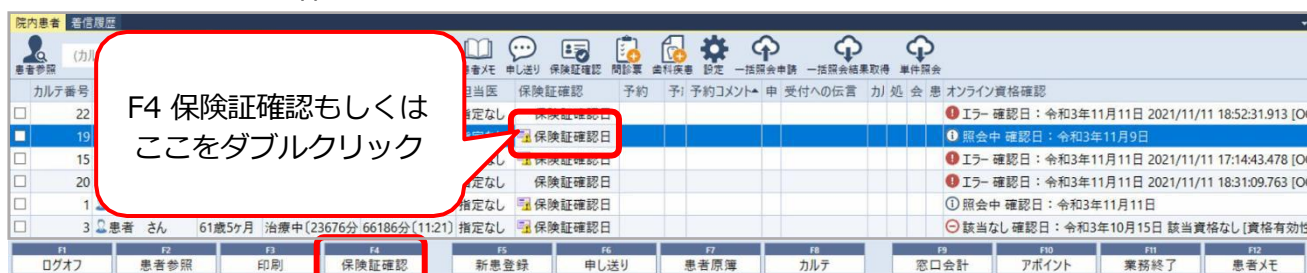 院内患者 着信履歴
患者参照 (カル 者メモ 申し送り 保険証確認 問診票 歯科疾患 設定 一括照会申請 一括照会結果取得 単件照会
カルテ番号 担当医 保険証確認 予約 予約コメント 申 受付への伝言 カ 処 会 患 オンライン資格確認
22 指定なし 保険証確認日 エラー 確認日：令和3年11月11日 2021/11/11 18:52:31.913 [O
19 保険証確認日 照会中 確認日：令和3年11月9日
15 指定なし 保険証確認日 エラー 確認日：令和3年11月11日 2021/11/11 17:14:43.478 [O
20 指定なし 保険証確認日 エラー 確認日：令和3年11月11日 2021/11/11 18:31:09.763 [O
1 指定なし 保険証確認日 照会中 確認日：令和3年11月11日
3 患者 さん 61歳5ヶ月 治療中(23676分 66186分(11:21) 指定なし 保険証確認日 該当なし 確認日：令和3年10月15日 該当資格なし [資格有効性
F4 保険証確認もしくは
ここをダブルクリック
F1 F2 F3 F4 F5 F6 F7 F8 F9 F10 F11 F12
ログオフ 患者参照 印刷 保険証確認 新患登録 申し送り 患者原簿 カルテ 窓口会計 アポイント 業務終了 患者メモ